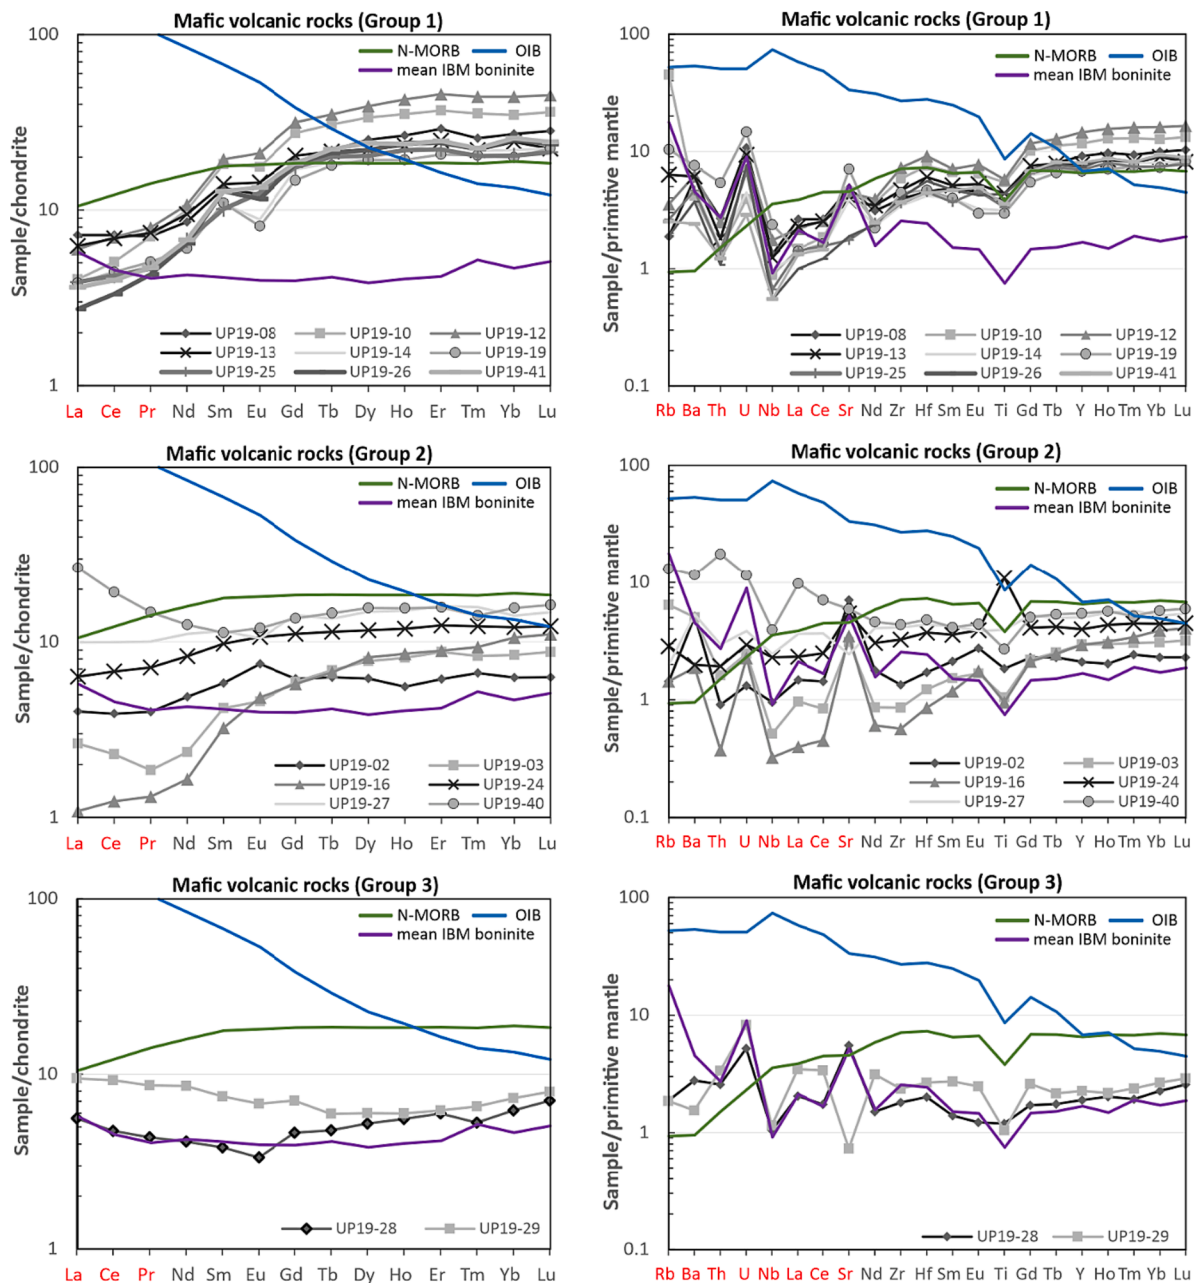 Mafic volcanic rocks (Group 1)
100
10
1
Sample/chondrite
N-MORB OIB
mean IBM boninite
UP19-08 UP19-10 UP19-12
UP19-13 UP19-14 UP19-19
UP19-25 UP19-26 UP19-41
La Ce Pr Nd Sm Eu Gd Tb Dy Ho Er Tm Yb Lu
Mafic volcanic rocks (Group 1)
100
10
1
0.1
Sample/primitive mantle
N-MORB OIB
mean IBM boninite
UP19-08 UP19-10 UP19-12
UP19-13 UP19-14 UP19-19
UP19-25 UP19-26 UP19-41
Rb Ba Th U Nb La Ce Sr Nd Zr Hf Sm Eu Ti Gd Tb Y Ho Tm Yb Lu
Mafic volcanic rocks (Group 2)
100
10
1
Sample/chondrite
N-MORB OIB
mean IBM boninite
UP19-02 UP19-03
UP19-16 UP19-24
UP19-27 UP19-40
La Ce Pr Nd Sm Eu Gd Tb Dy Ho Er Tm Yb Lu
Mafic volcanic rocks (Group 2)
100
10
1
0.1
Sample/primitive mantle
N-MORB OIB
mean IBM boninite
UP19-02 UP19-03
UP19-16 UP19-24
UP19-27 UP19-40
Rb Ba Th U Nb La Ce Sr Nd Zr Hf Sm Eu Ti Gd Tb Y Ho Tm Yb Lu
Mafic volcanic rocks (Group 3)
100
10
1
Sample/chondrite
N-MORB OIB
mean IBM boninite
UP19-28 UP19-29
La Ce Pr Nd Sm Eu Gd Tb Dy Ho Er Tm Yb Lu
Mafic volcanic rocks (Group 3)
100
10
1
0.1
Sample/primitive mantle
N-MORB OIB
mean IBM boninite
UP19-28 UP19-29
Rb Ba Th U Nb La Ce Sr Nd Zr Hf Sm Eu Ti Gd Tb Y Ho Tm Yb Lu